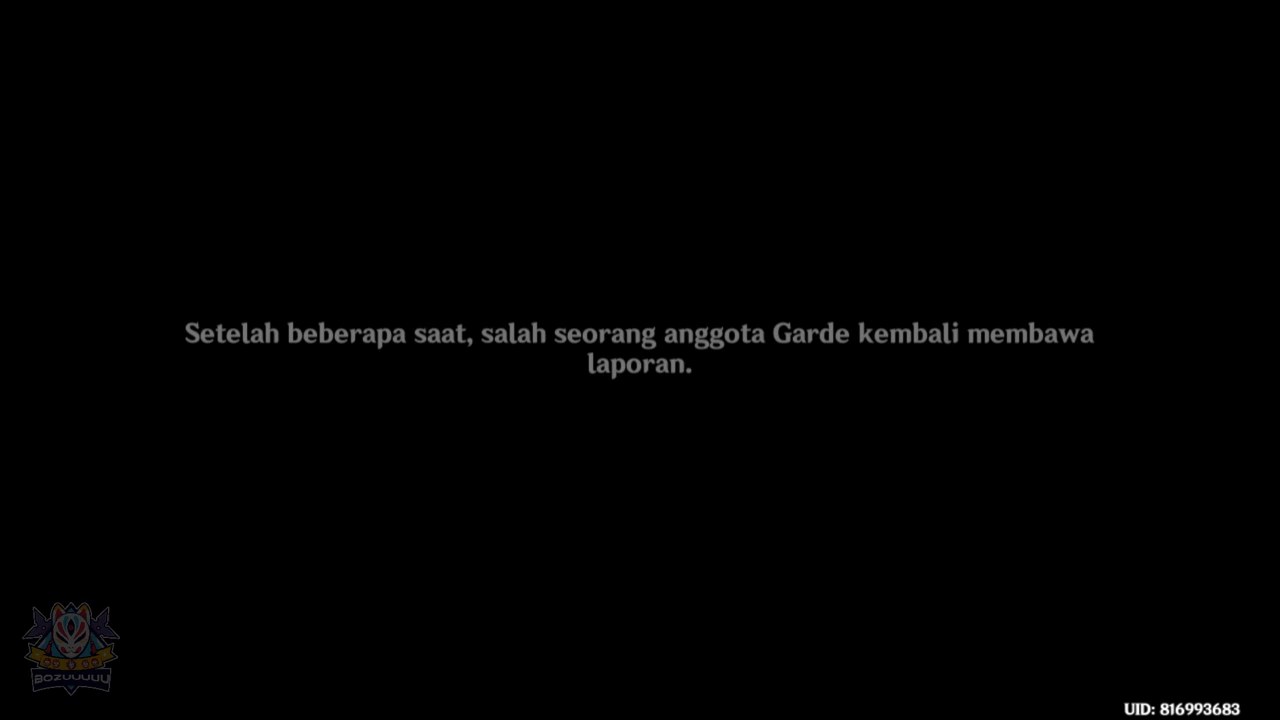 Setelah beberapa saat, salah seorang anggota Garde kembali membawa
laporan.
BOZUUUUU
UID: 816993683